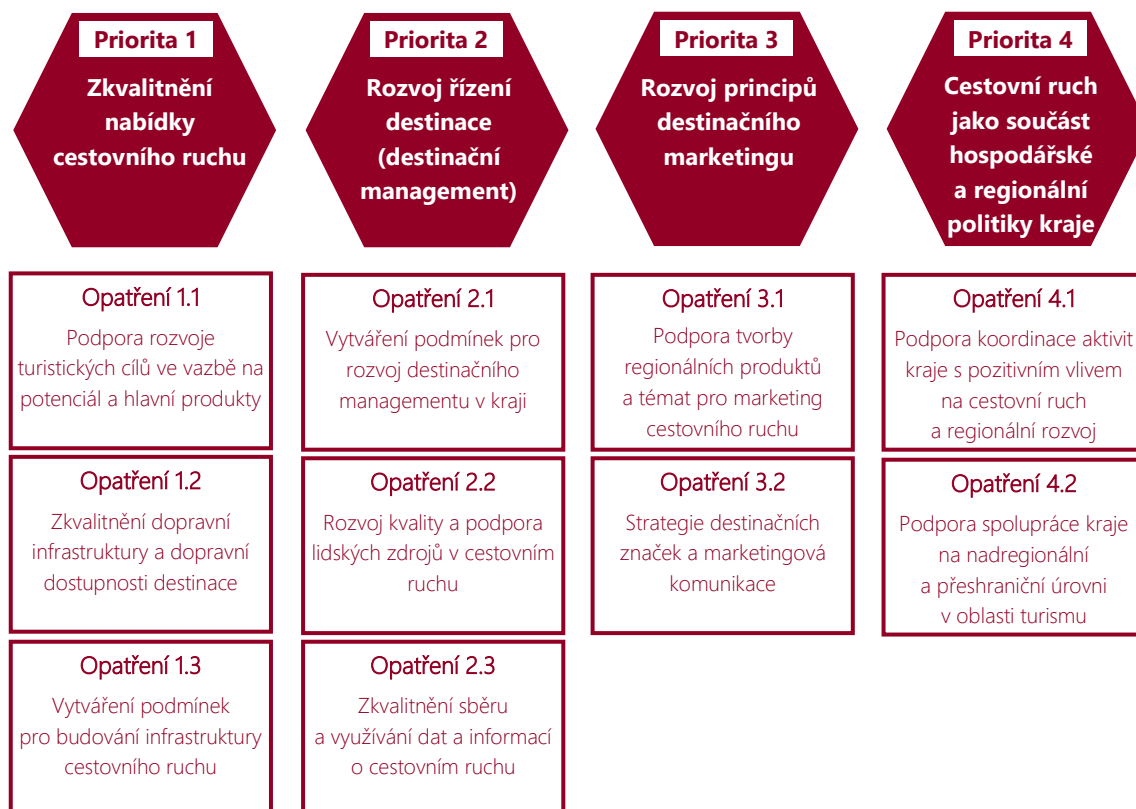 Priorita 1
Zkvalitnění
nabídky
cestovního ruchu
Priorita 2
Rozvoj řízení
destinace
(destinační
management)
Priorita 3
Rozvoj principů
destinačního
marketingu
Priorita 4
Cestovní ruch
jako součást
hospodářské
a regionální
politiky kraje
Opatření 1.1
Podpora rozvoje
turistických cílů ve vazbě na
potenciál a hlavní produkty
Opatření 2.1
Vytváření podmínek pro
rozvoj destinačního
managementu v kraji
Opatření 3.1
Podpora tvorby
regionálních produktů
a témat pro marketing
cestovního ruchu
Opatření 4.1
Podpora koordinace aktivit
kraje s pozitivním vlivem
na cestovní ruch
a regionální rozvoj
Opatření 1.2
Zkvalitnění dopravní
infrastruktury a dopravní
dostupnosti destinace
Opatření 2.2
Rozvoj kvality a podpora
lidských zdrojů v cestovním
ruchu
Opatření 3.2
Strategie destinačních
značek a marketingová
komunikace
Opatření 4.2
Podpora spolupráce kraje
na nadregionální
a přeshraniční úrovni
v oblasti turismu
Opatření 1.3
Vytváření podmínek
pro budování infrastruktury
cestovního ruchu
Opatření 2.3
Zkvalitnění sběru
a využívání dat a informací
o cestovním ruchu